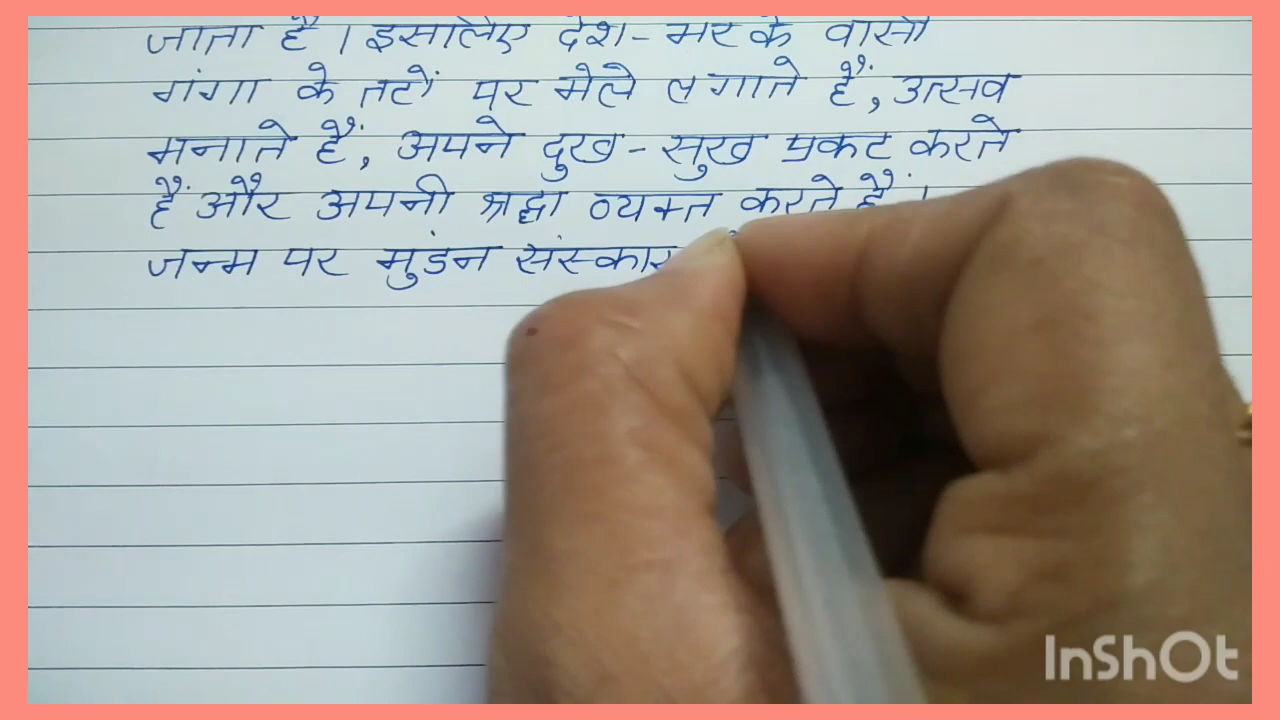 जाता है । इसलिए देश - भर के वासी
गंगा के तटों पर मेले लगाते हैं, उत्सव
मनाते हैं, अपने दुख - सुख प्रकट करते
हैं और अपनी श्रद्धा व्यक्त करते हैं ।
जन्म पर मुंडन संस्कार
InShOt